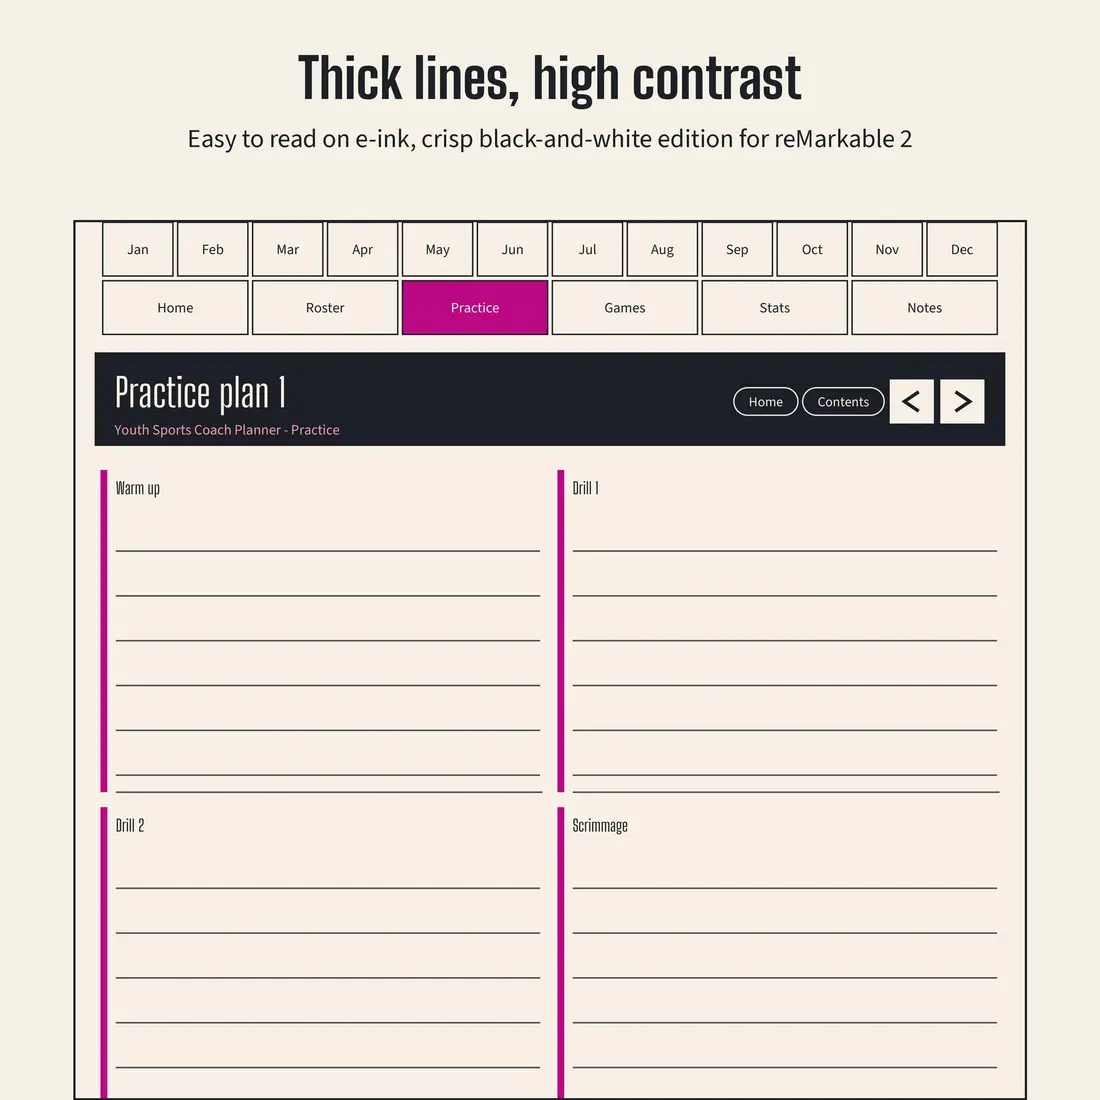 Thick lines, high contrast
Easy to read on e-ink, crisp black-and-white edition for reMarkable 2
Jan Feb Mar Apr May Jun Jul Aug Sep Oct Nov Dec
Home Roster Practice Games Stats Notes
Practice plan 1
Home Contents < >
Youth Sports Coach Planner - Practice
Warm up
Drill 1
Drill 2
Scrimmage